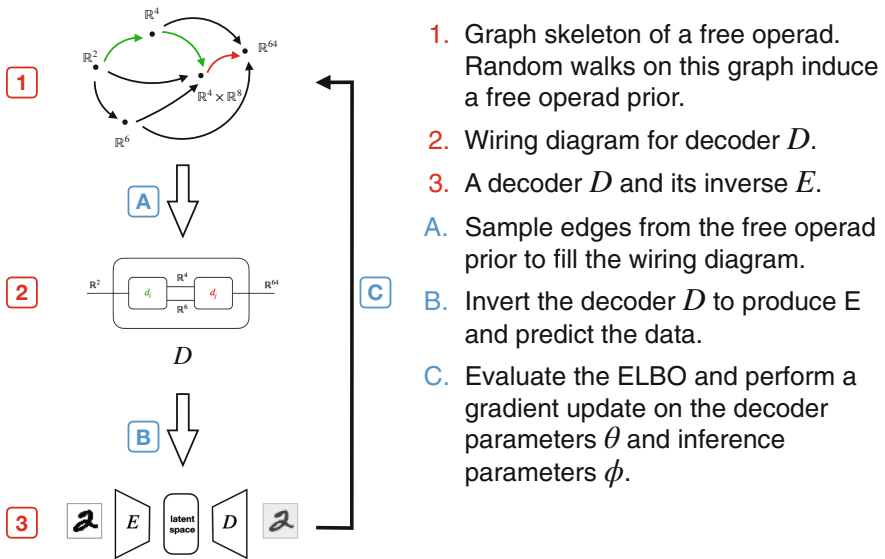 ℝ⁴
ℝ²
ℝ⁶⁴
ℝ⁴ × ℝ⁸
ℝ⁶
1
A
2
ℝ²
ℝ⁴
dᵢ
dⱼ
ℝ⁶
ℝ⁶⁴
D
C
B
3
2
E
latent
space
D
2
1. Graph skeleton of a free operad.
Random walks on this graph induce
a free operad prior.
2. Wiring diagram for decoder D.
3. A decoder D and its inverse E.
A. Sample edges from the free operad
prior to fill the wiring diagram.
B. Invert the decoder D to produce E
and predict the data.
C. Evaluate the ELBO and perform a
gradient update on the decoder
parameters θ and inference
parameters ϕ.